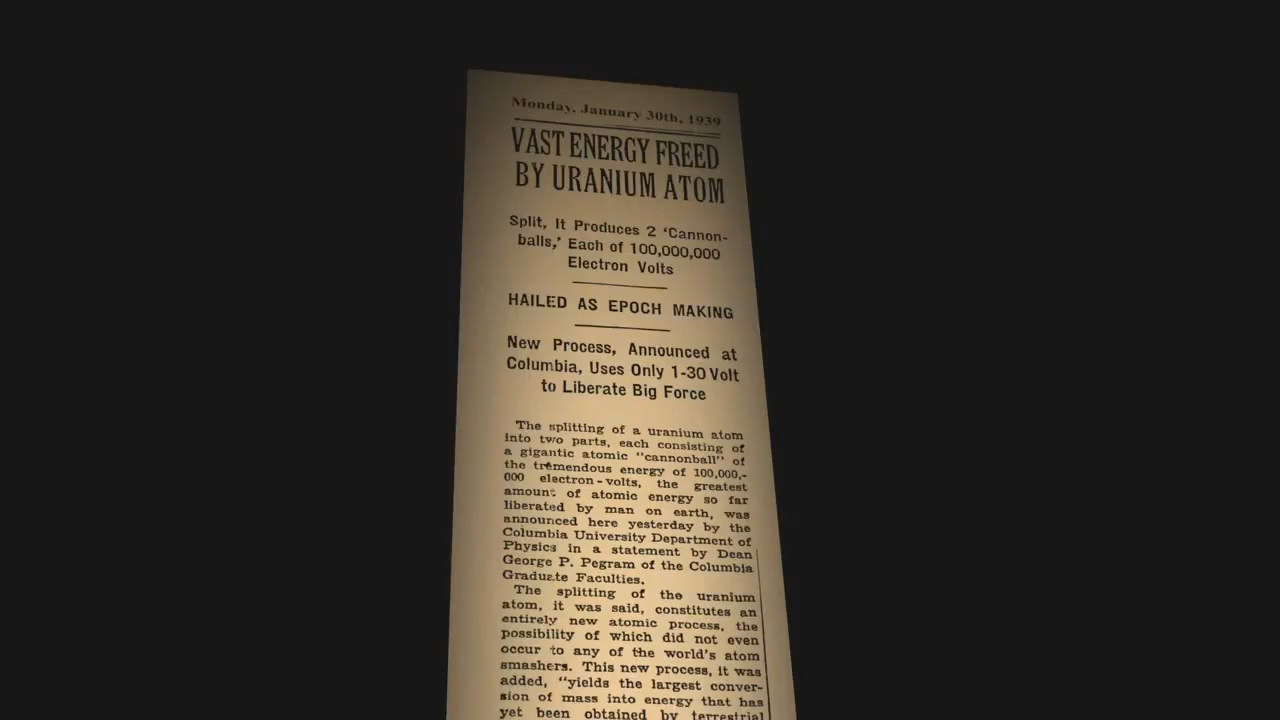 Monday, January 30th, 1939
VAST ENERGY FREED
BY URANIUM ATOM
Split, It Produces 2 ‘Cannon-
balls,’ Each of 100,000,000
Electron Volts
HAILED AS EPOCH MAKING
New Process, Announced at
Columbia, Uses Only 1-30 Volt
to Liberate Big Force
The splitting of a uranium atom
into two parts, each consisting of
a gigantic atomic "cannonball" of
the tremendous energy of 100,000,-
000 electron-volts, the greatest
amount of atomic energy so far
liberated by man on earth, was
announced here yesterday by the
Columbia University Department of
Physics in a statement by Dean
George P. Pegram of the Columbia
Graduate Faculties.
The splitting of the uranium
atom, it was said, constitutes an
entirely new atomic process, the
possibility of which did not even
occur to any of the world's atom
smashers. This new process, it was
added, "yields the largest conver-
sion of mass into energy that has
yet been obtained by terrestrial